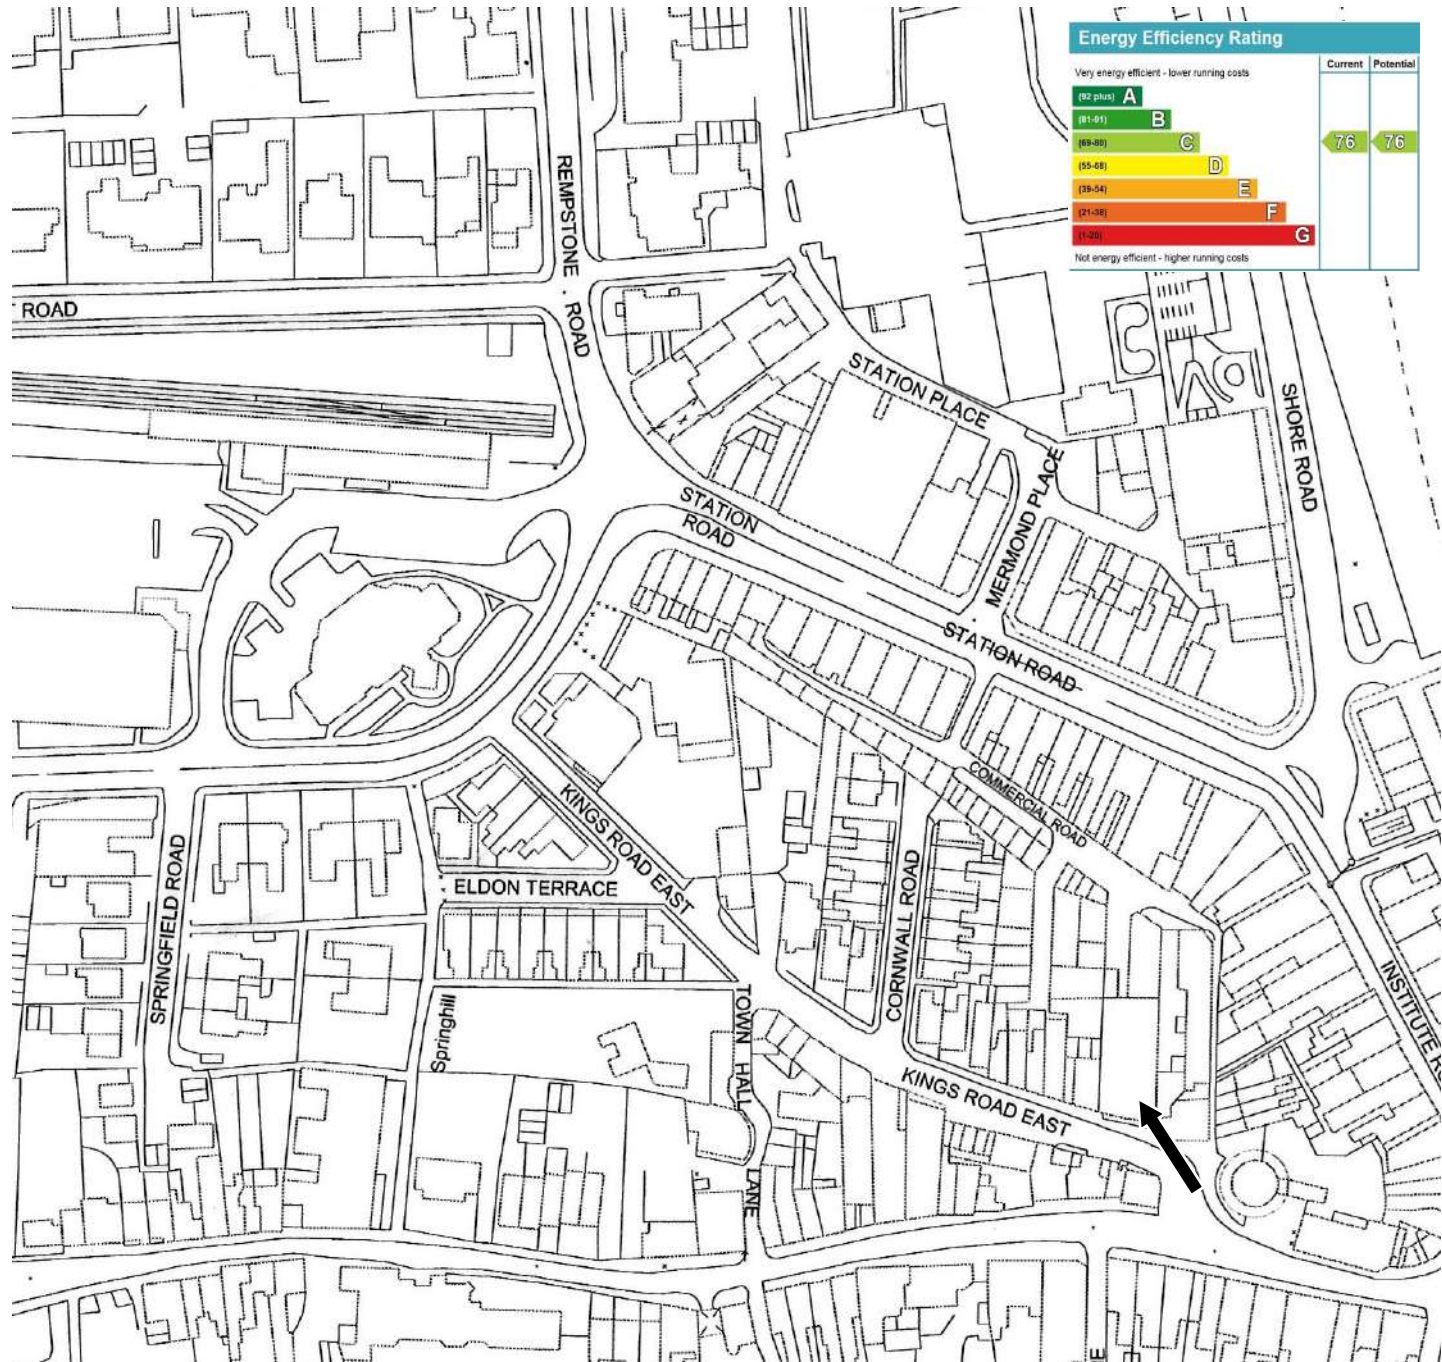 Energy Efficiency Rating
Current Potential
Very energy efficient - lower running costs
(92 plus) A
(81-91) B
(69-80) C
76 76
(55-68) D
(39-54) E
(21-38) F
(1-20) G
Not energy efficient - higher running costs
REMPSTONE ROAD
ROAD
STATION PLACE
SHORE ROAD
MERMOND PLACE
STATION
ROAD
STATION ROAD
COMMERCIAL ROAD
KINGS ROAD EAST
SPRINGFIELD ROAD
ELDON TERRACE
CORNWALL ROAD
INSTITUTE
Springhill
TOWN HALL LANE
KINGS ROAD EAST